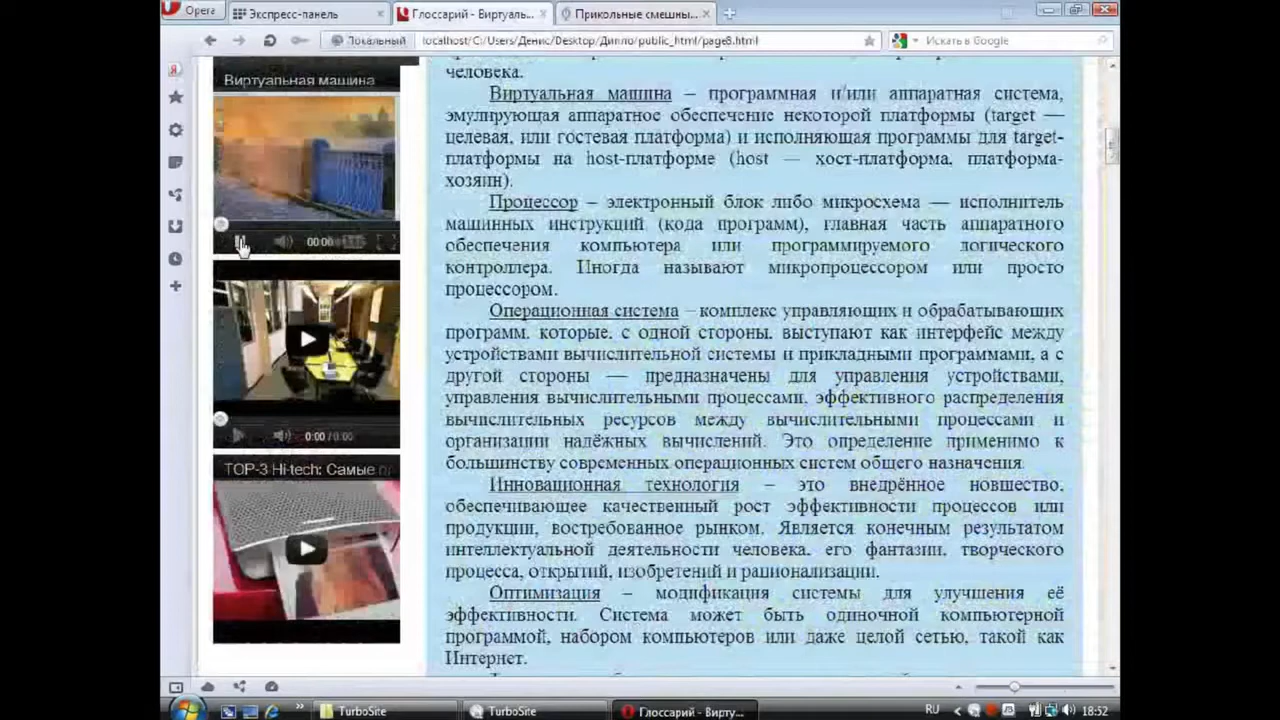 Opera
Экспресс-панель
Глоссарий - Виртуаль...
Прикольные смешны...
Локальный
localhost/C:/Users/Денис/Desktop/Дипло/public_html/page8.html
Искать в Google
Виртуальная машина
00:00
0:00 / 0:00
TOP-3 Hi-tech: Самые
человека.
Виртуальная машина – программная и/или аппаратная система,
эмулирующая аппаратное обеспечение некоторой платформы (target —
целевая, или гостевая платформа) и исполняющая программы для target-
платформы на host-платформе (host — хост-платформа, платформа-
хозяин).
Процессор – электронный блок либо микросхема — исполнитель
машинных инструкций (кода программ), главная часть аппаратного
обеспечения компьютера или программируемого логического
контроллера. Иногда называют микропроцессором или просто
процессором.
Операционная система – комплекс управляющих и обрабатывающих
программ, которые, с одной стороны, выступают как интерфейс между
устройствами вычислительной системы и прикладными программами, а с
другой стороны — предназначены для управления устройствами,
управления вычислительными процессами, эффективного распределения
вычислительных ресурсов между вычислительными процессами и
организации надёжных вычислений. Это определение применимо к
большинству современных операционных систем общего назначения.
Инновационная технология – это внедрённое новшество,
обеспечивающее качественный рост эффективности процессов или
продукции, востребованное рынком. Является конечным результатом
интеллектуальной деятельности человека, его фантазии, творческого
процесса, открытий, изобретений и рационализации.
Оптимизация – модификация системы для улучшения её
эффективности. Система может быть одиночной компьютерной
программой, набором компьютеров или даже целой сетью, такой как
Интернет.
TurboSite
TurboSite
Глоссарий - Вирту...
RU
18:52